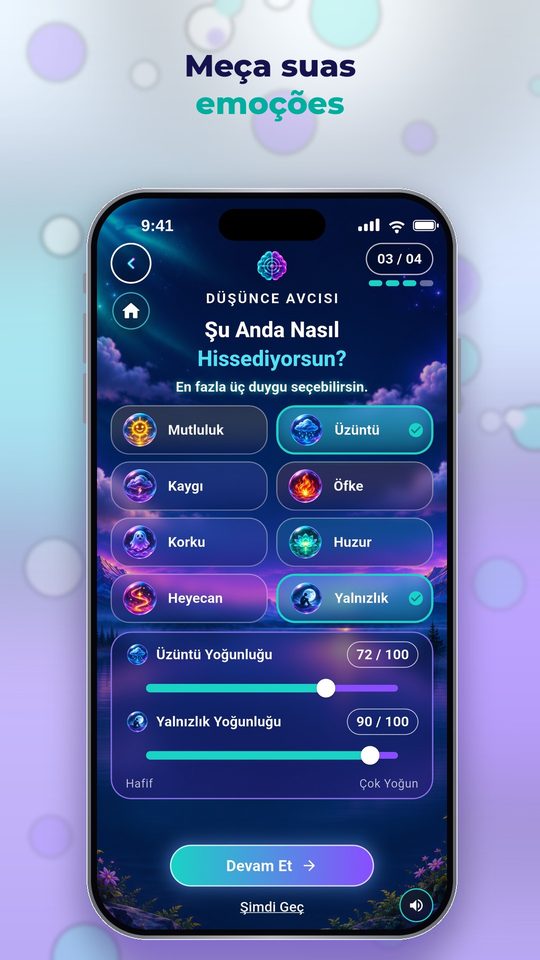 Meça suas
emoções
9:41
03 / 04
DÜŞÜNCE AVCISI
Şu Anda Nasıl
Hissediyorsun?
En fazla üç duygu seçebilirsin.
Mutluluk
Üzüntü
Kaygı
Öfke
Korku
Huzur
Heyecan
Yalnızlık
Üzüntü Yoğunluğu
72 / 100
Yalnızlık Yoğunluğu
90 / 100
Hafif
Çok Yoğun
Devam Et →
Şimdi Geç